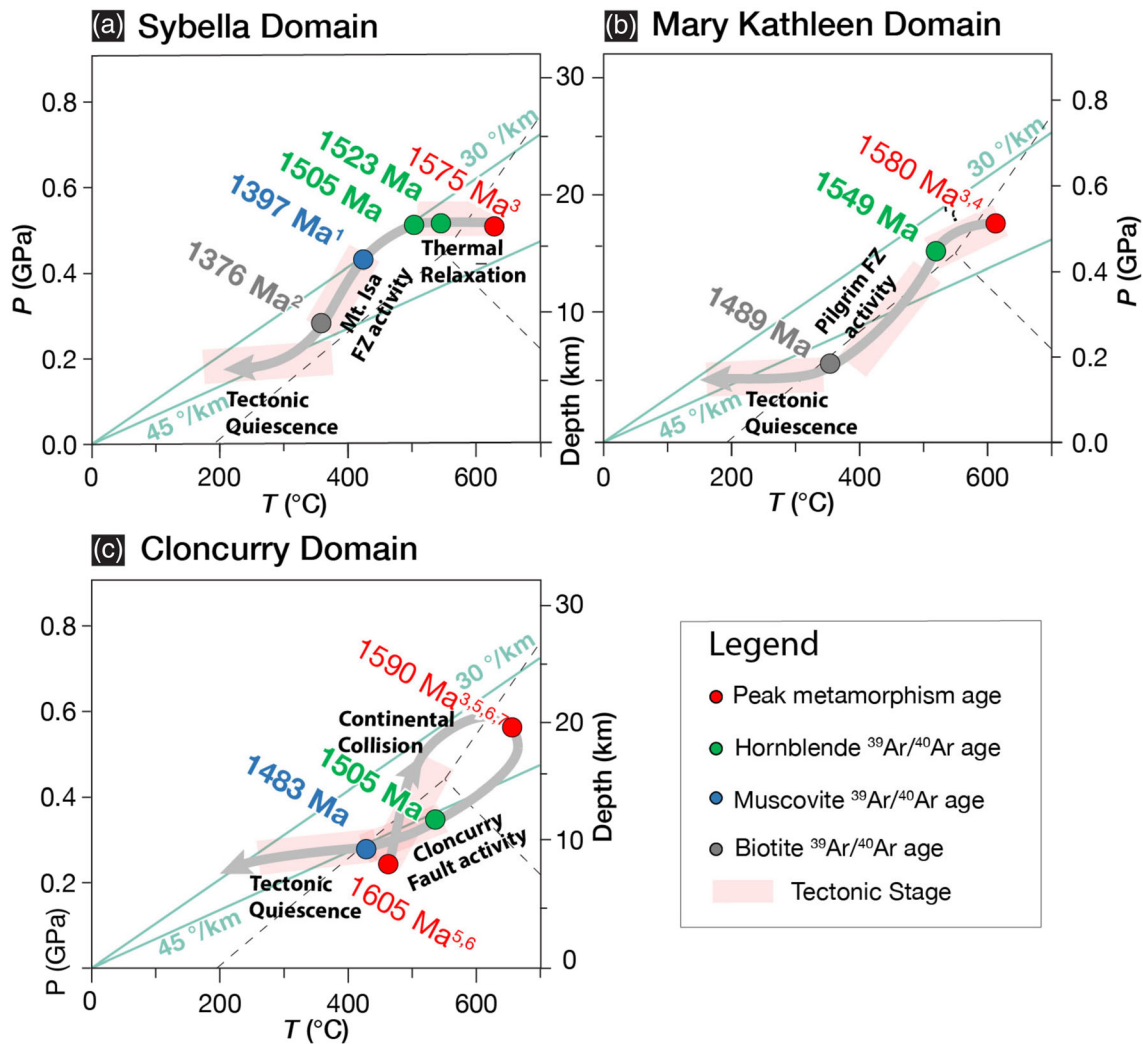 (a) Sybella Domain
0.8
0.6
0.4
0.2
0.0
P (GPa)
30
20
10
Depth (km)
0
200
400
600
T (°C)
30 °/km
45 °/km
1523 Ma
1505 Ma
1575 Ma3
1397 Ma1
1376 Ma2
Thermal
Relaxation
Mt. Isa
FZ activity
Tectonic
Quiescence
(b) Mary Kathleen Domain
30
20
10
0
0.8
0.6
0.4
0.2
0.0
P (GPa)
0
200
400
600
T (°C)
30 °/km
45 °/km
1580 Ma3,4
1549 Ma
1489 Ma
?
Pilgrim FZ
activity
Tectonic
Quiescence
(c) Cloncurry Domain
0.8
0.6
0.4
0.2
0
P (GPa)
30
20
10
0
Depth (km)
200
400
600
T (°C)
30 °/km
45 °/km
1590 Ma3,5,6,7
Continental
Collision
1505 Ma
1483 Ma
Cloncurry
Fault activity
Tectonic
Quiescence
1605 Ma5,6
Legend
Peak metamorphism age
Hornblende 39Ar/40Ar age
Muscovite 39Ar/40Ar age
Biotite 39Ar/40Ar age
Tectonic Stage